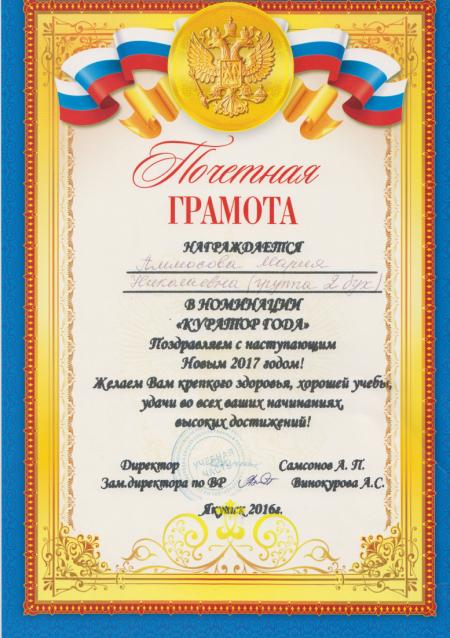 Почетная
ГРАМОТА
НАГРАЖДАЕТСЯ
Аммосова Мария
Николаевна (группа 2 бух)
В НОМИНАЦИИ
«КУРАТОР ГОДА»
Поздравляем с наступающим
Новым 2017 годом!
Желаем Вам крепкого здоровья, хорошей учебы,
удачи во всех ваших начинаниях,
высоких достижений!
УЧЕБНАЯ
ЧАСТЬ
Директор Самсонов А. П.
Зам.директора по ВР Винокурова А.С.
Якутск 2016г.